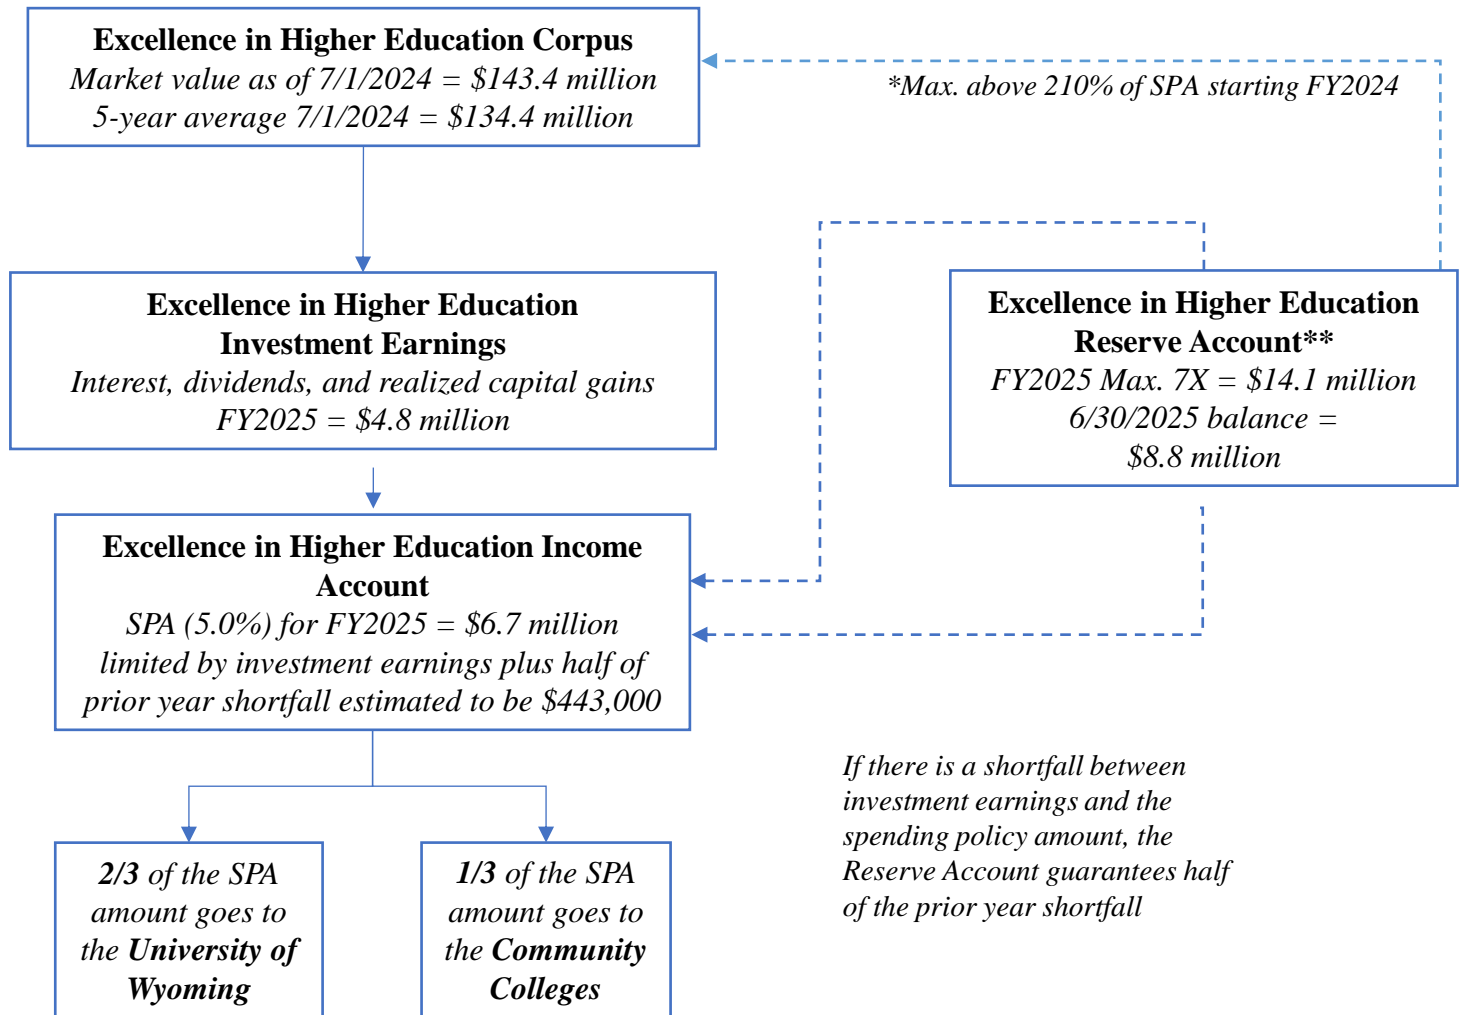 Excellence in Higher Education Corpus
Market value as of 7/1/2024 = $143.4 million
5-year average 7/1/2024 = $134.4 million
*Max. above 210% of SPA starting FY2024
Excellence in Higher Education
Investment Earnings
Interest, dividends, and realized capital gains
FY2025 = $4.8 million
Excellence in Higher Education
Reserve Account**
FY2025 Max. 7X = $14.1 million
6/30/2025 balance =
$8.8 million
Excellence in Higher Education Income
Account
SPA (5.0%) for FY2025 = $6.7 million
limited by investment earnings plus half of
prior year shortfall estimated to be $443,000
If there is a shortfall between
investment earnings and the
spending policy amount, the
Reserve Account guarantees half
of the prior year shortfall
2/3 of the SPA
amount goes to
the University of
Wyoming
1/3 of the SPA
amount goes to
the Community
Colleges